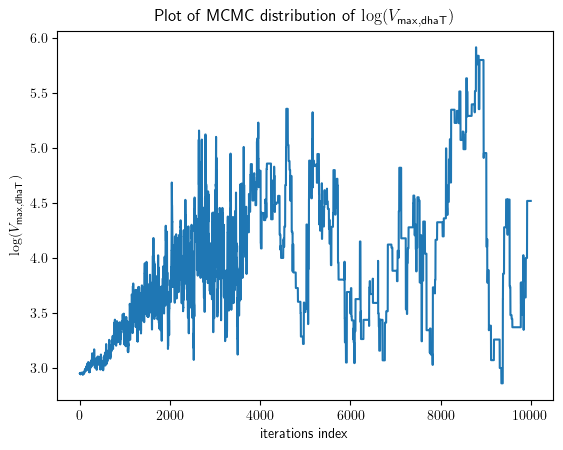 Plot of MCMC distribution of log(V_max,dhaT)
6.0
5.5
5.0
4.5
4.0
3.5
3.0
log(V_max,dhaT)
0 2000 4000 6000 8000 10000
iterations index